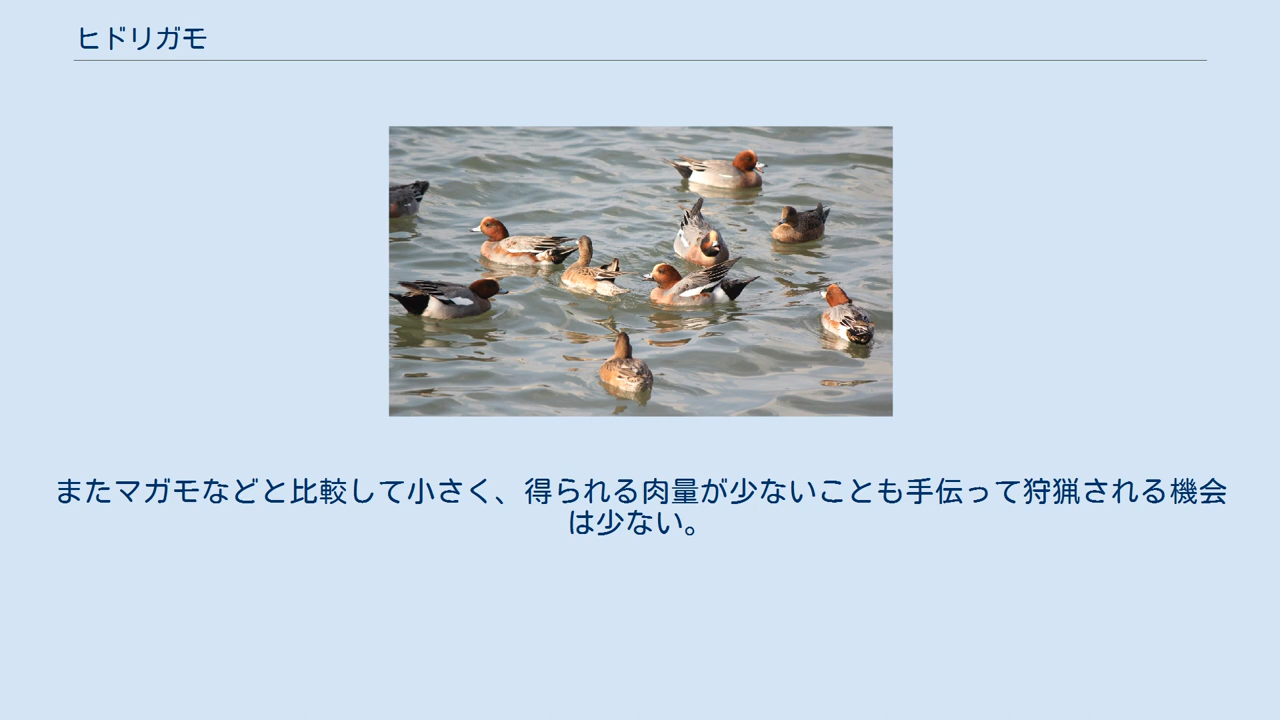 ヒドリガモ
またマガモなどと比較して小さく、得られる肉量が少ないことも手伝って狩猟される機会
は少ない。